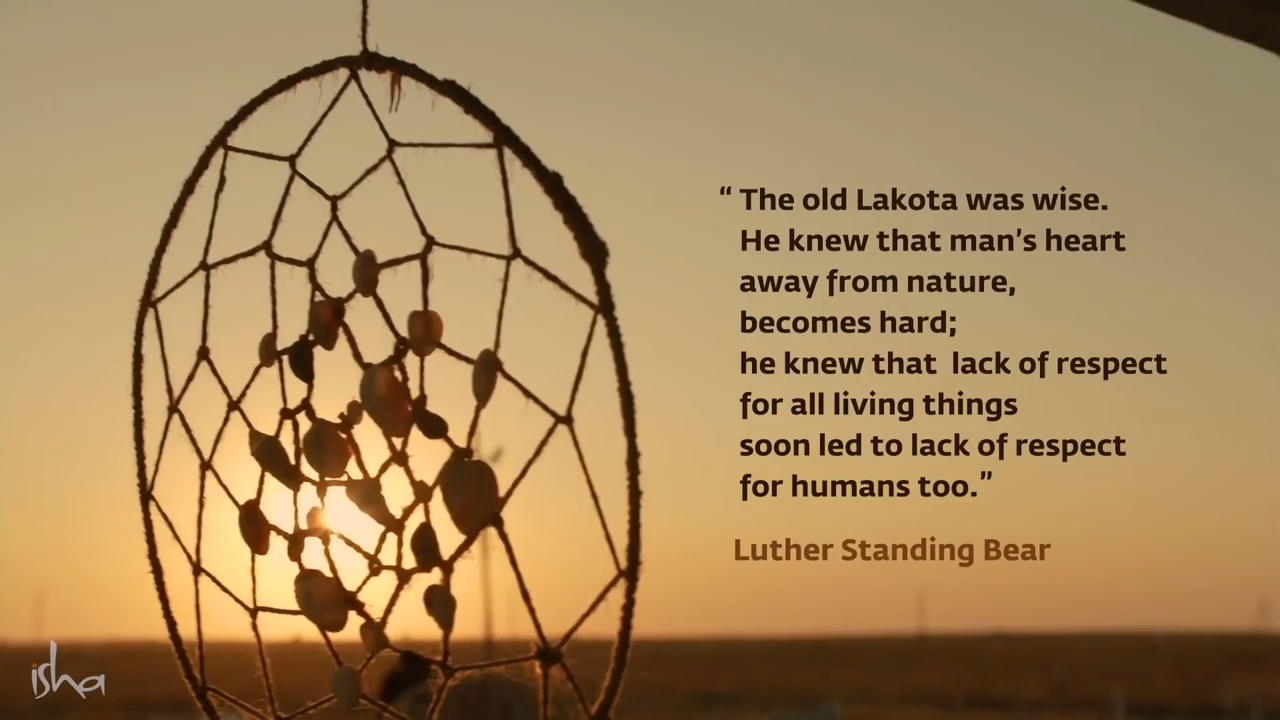 “ The old Lakota was wise.
He knew that man’s heart
away from nature,
becomes hard;
he knew that  lack of respect
for all living things
soon led to lack of respect
for humans too.”
Luther Standing Bear
isha